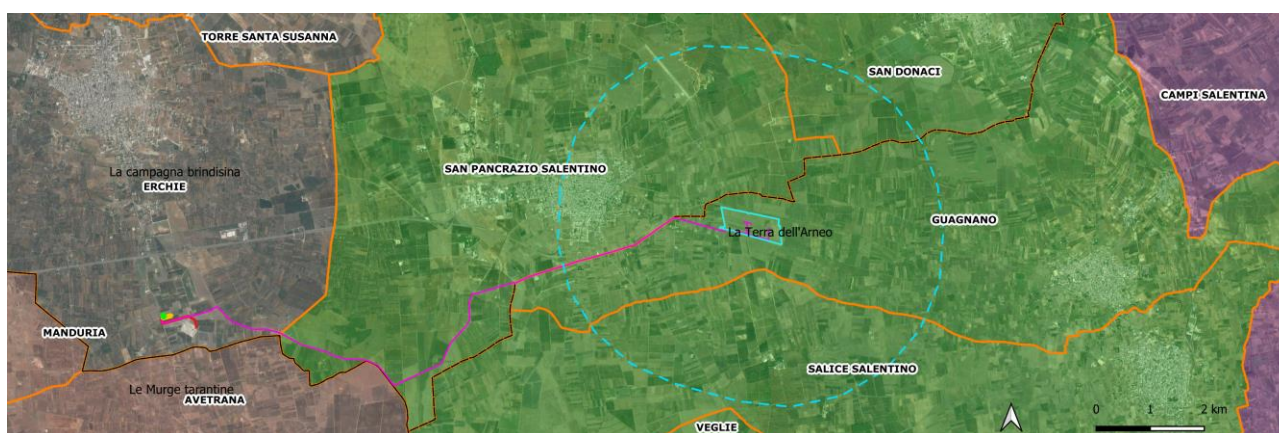 TORRE SANTA SUSANNA
SAN DONACI
CAMPI SALENTINA
La campagna brindisina
ERCHIE
SAN PANCRAZIO SALENTINO
GUAGNANO
La Terra dell'Arneo
MANDURIA
Le Murge tarantine
AVETRANA
SALICE SALENTINO
VEGLIE
0 1 2 km